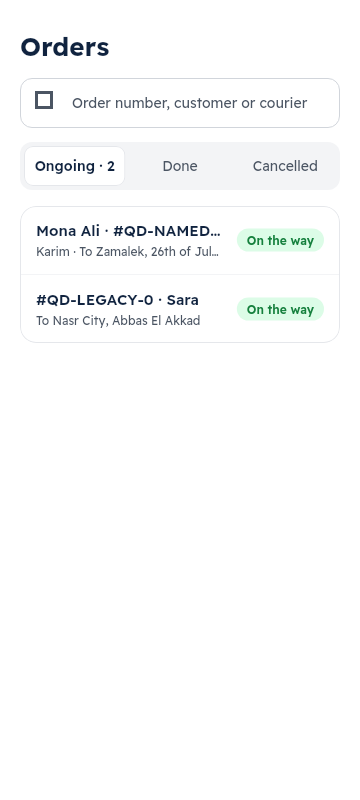 Orders
Order number, customer or courier
Ongoing · 2
Done
Cancelled
Mona Ali · #QD-NAMED…
On the way
Karim · To Zamalek, 26th of Jul…
#QD-LEGACY-0 · Sara
On the way
To Nasr City, Abbas El Akkad